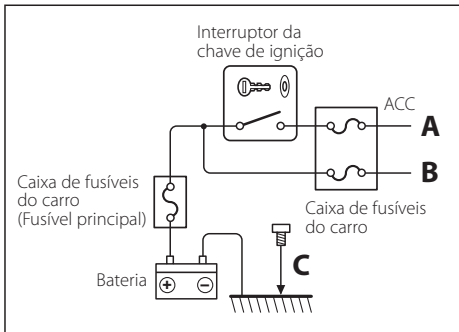 Interruptor da
chave de ignição
ACC
A
B
Caixa de fusíveis
do carro
(Fusível principal)
Caixa de fusíveis
do carro
C
Bateria
+
−